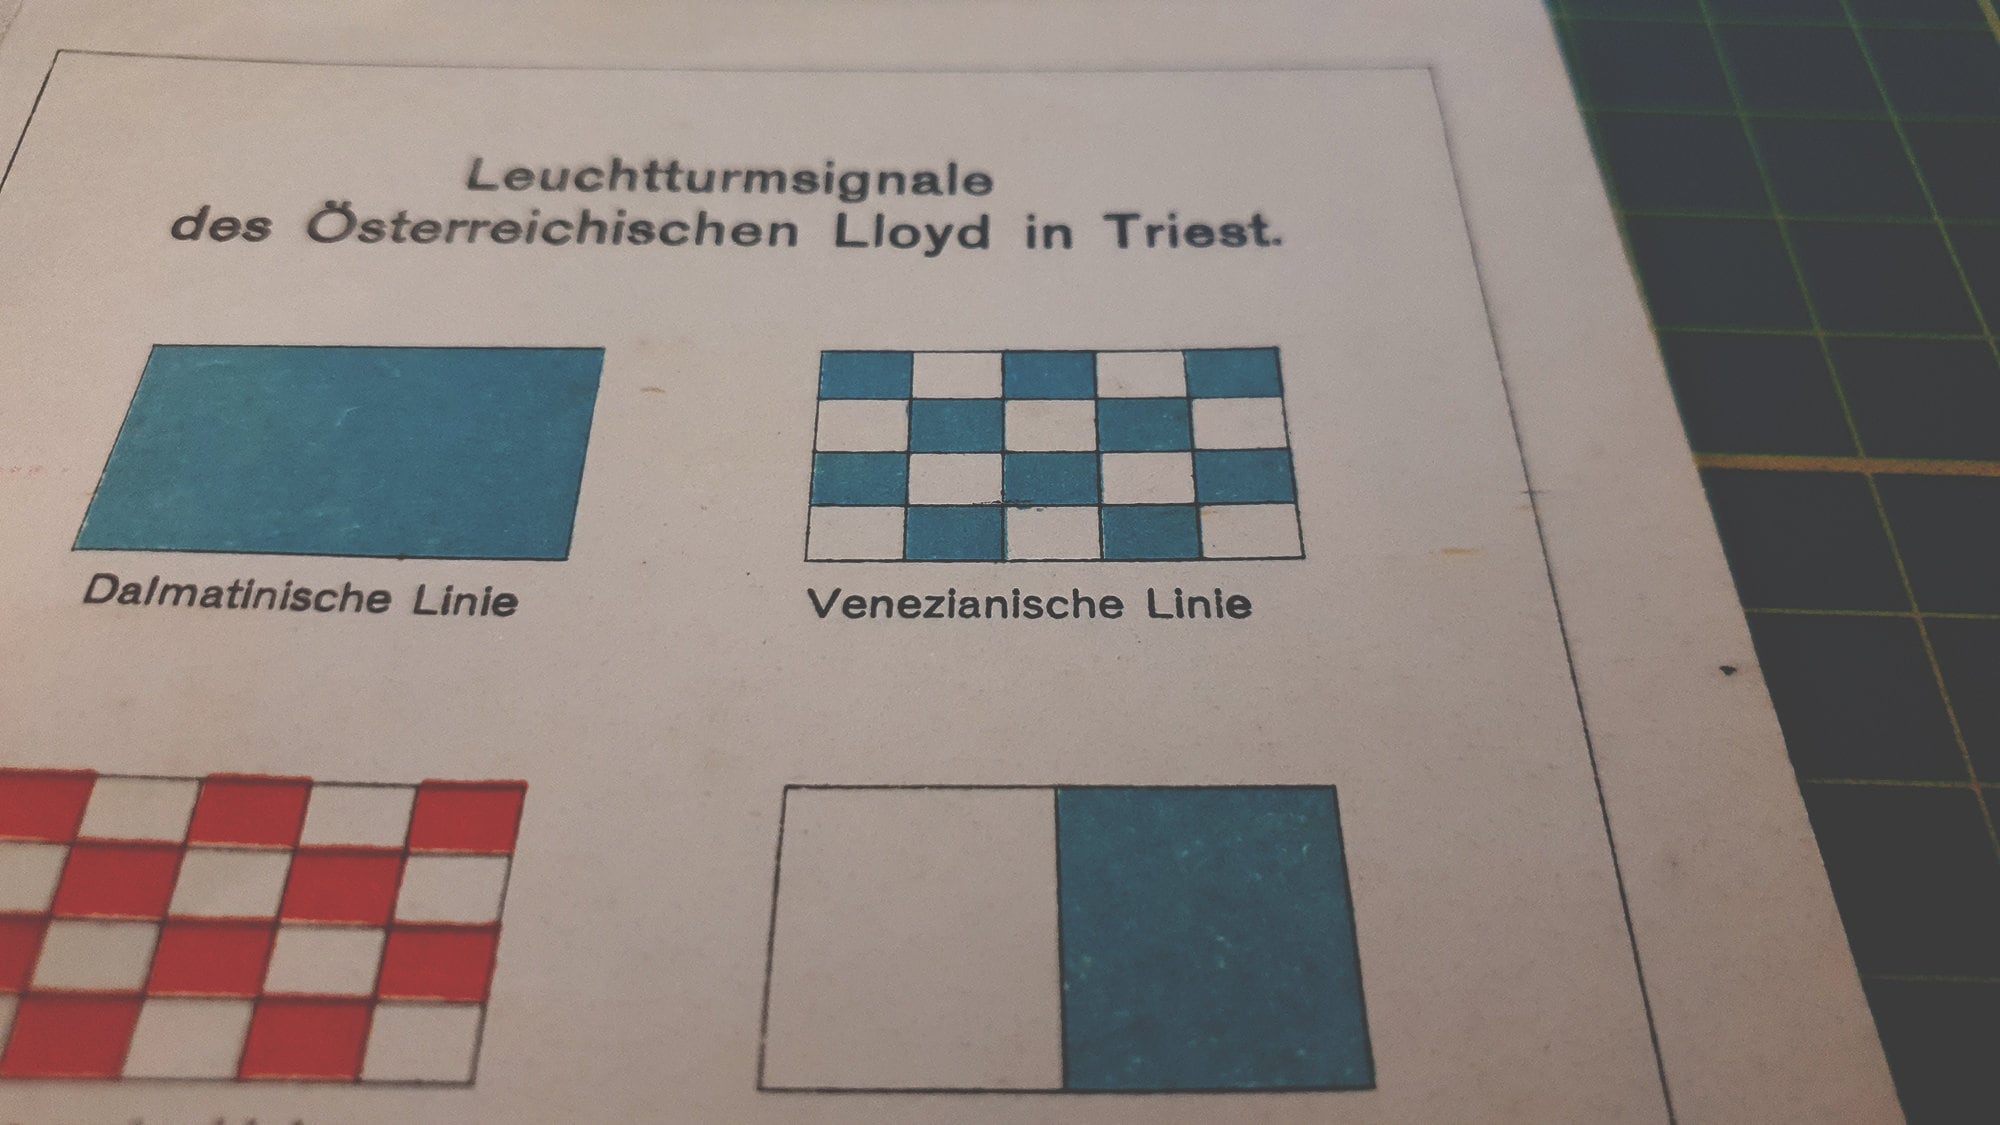 Leuchtturmsignale
des Österreichischen Lloyd in Triest.
Dalmatinische Linie
Venezianische Linie